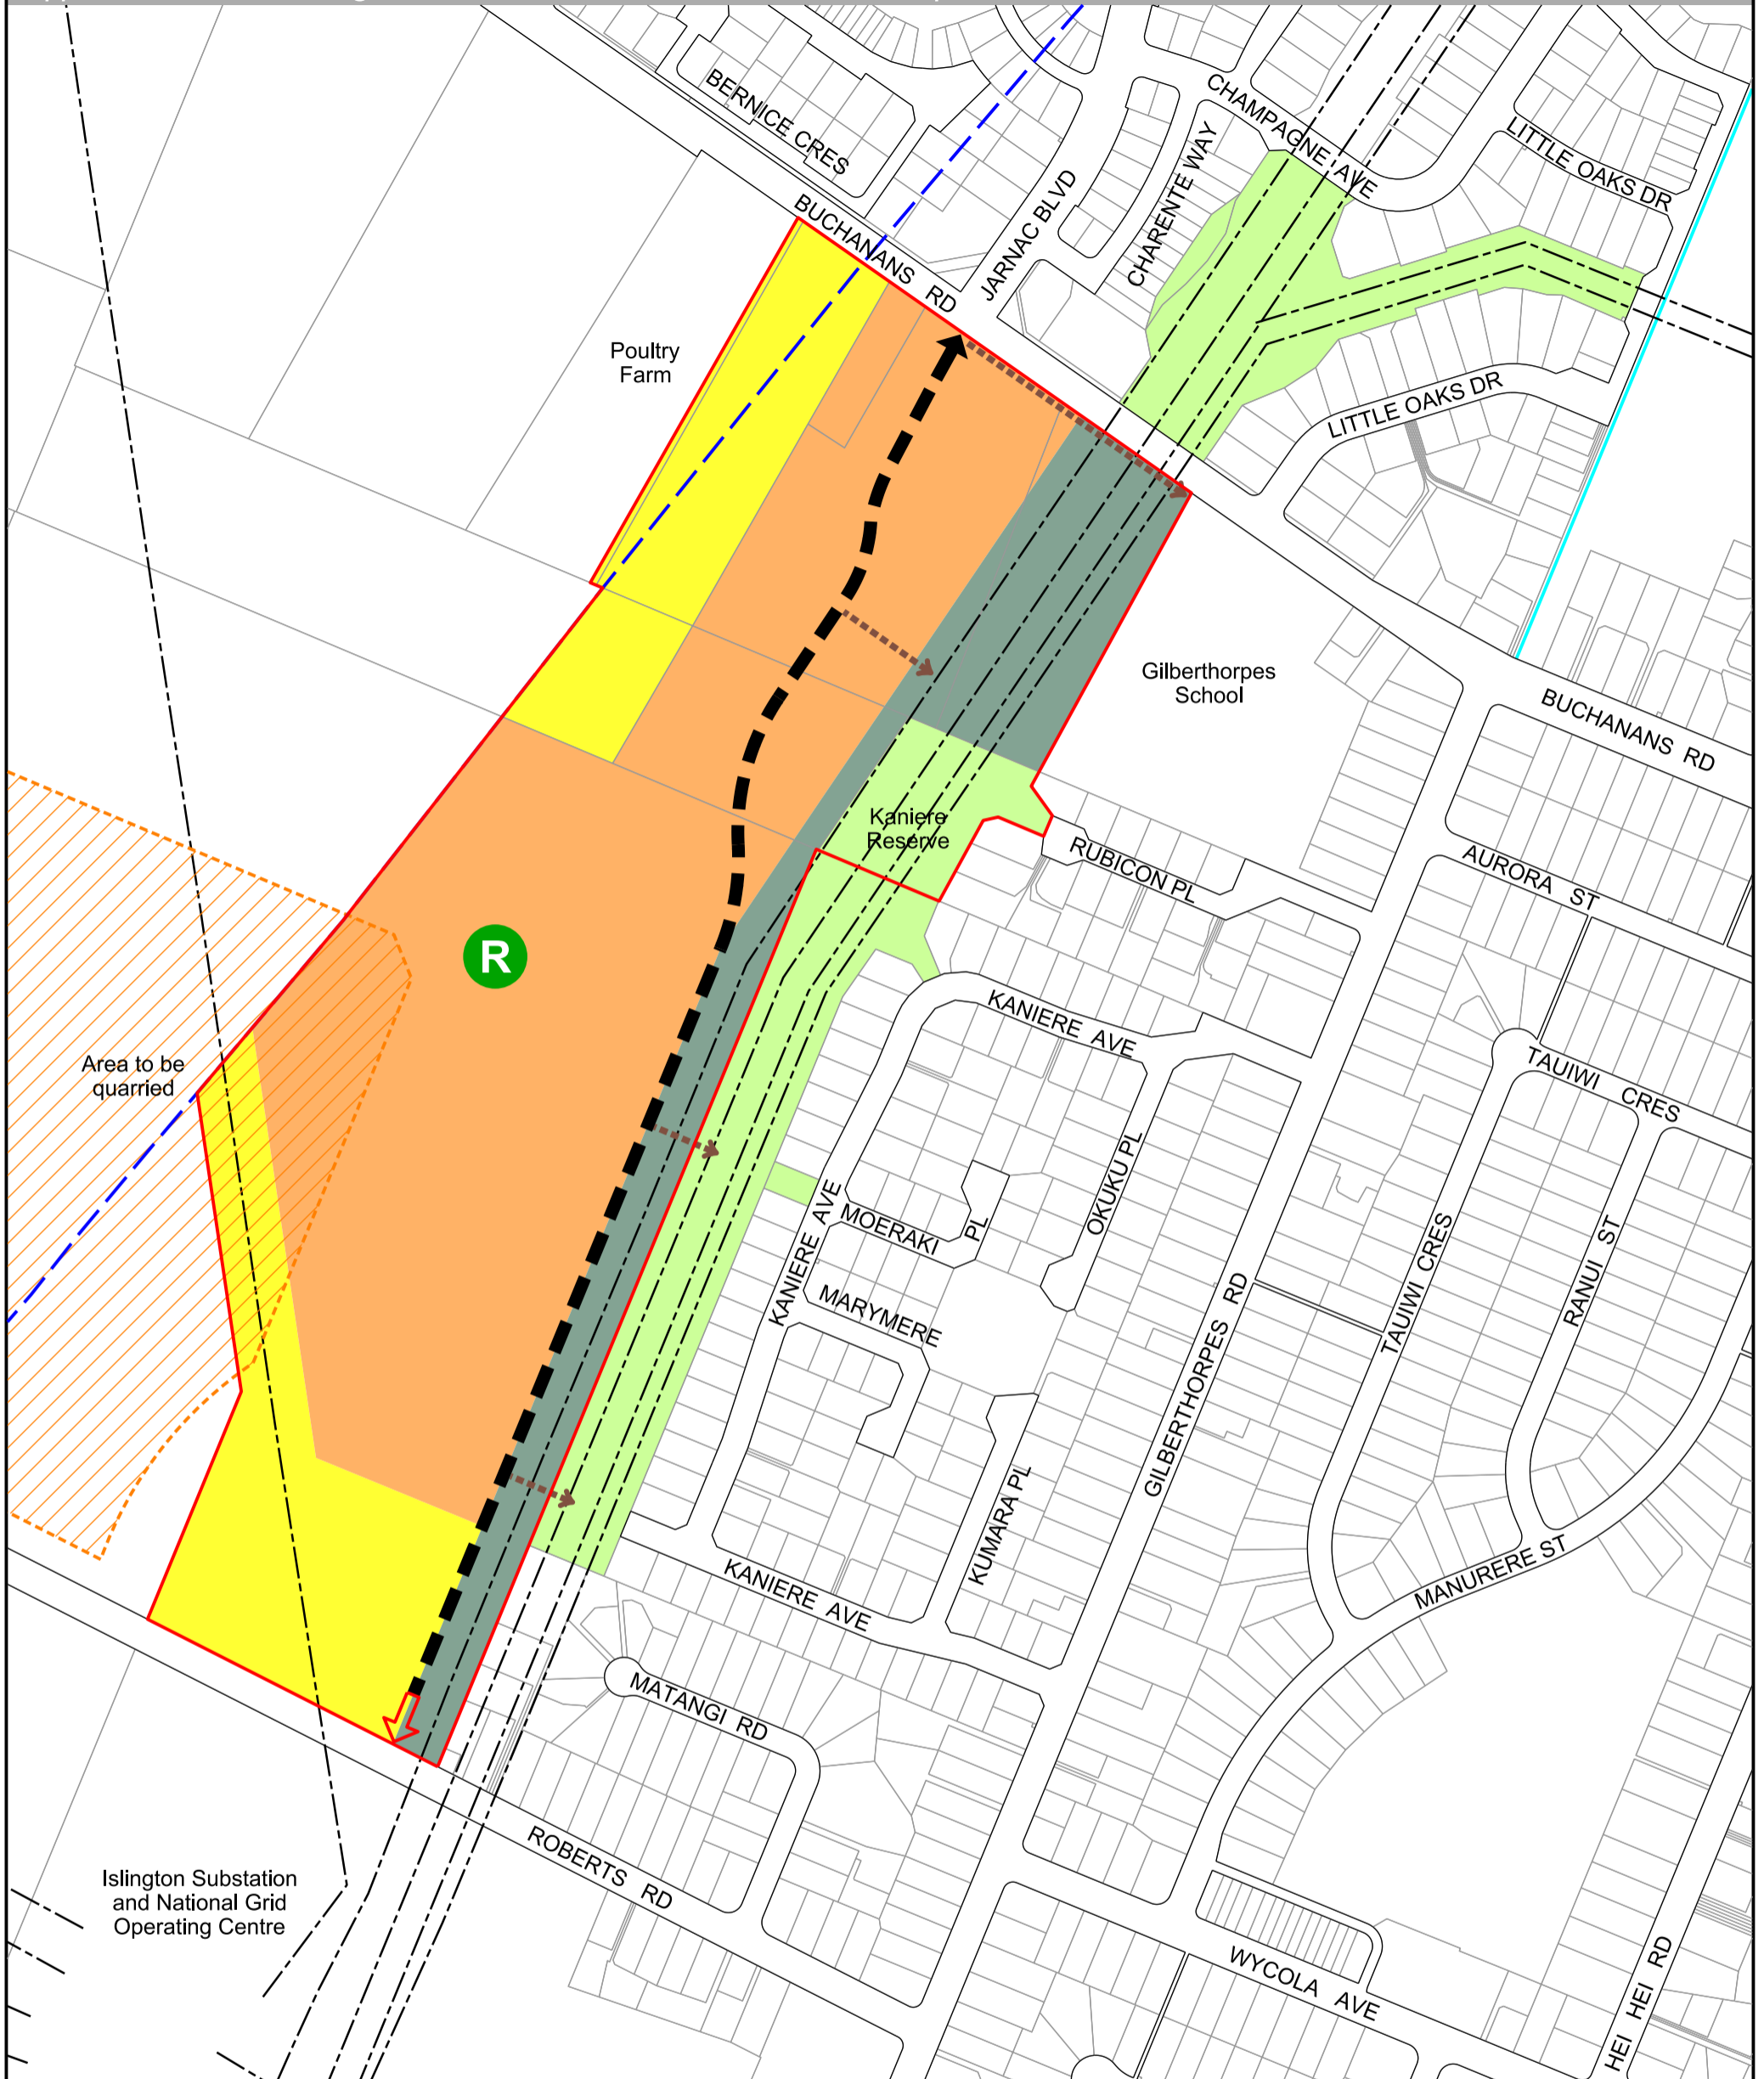 BERNICE CRES
CHAMPAGNE AVE
LITTLE OAKS DR
CHARENTE WAY
JARNAC BLVD
BUCHANANS RD
Poultry
Farm
LITTLE OAKS DR
Gilberthorpes
School
BUCHANANS RD
Kaniere
Reserve
RUBICON PL
AURORA ST
R
KANIERE AVE
Area to be
quarried
TAUIWI CRES
OKUKU PL
MOERAKI PL
KANIERE AVE
MARYMERE
GILBERTHORPES RD
TAUIWI CRES
RANUI ST
KUMARA PL
MANURERE ST
KANIERE AVE
MATANGI RD
ROBERTS RD
Islington Substation
and National Grid
Operating Centre
WYCOLA AVE
HEI HEI RD